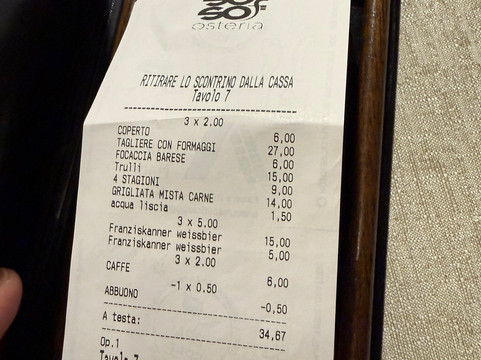 osteria
RITIRARE LO SCONTRINO DALLA CASSA
Tavolo 7
3 x 2.00
COPERTO 6,00
TAGLIERE CON FORMAGGI 27,00
FOCACCIA BARESE 6,00
Trulli 15,00
4 STAGIONI 9,00
GRIGLIATA MISTA CARNE 14,00
acqua liscia 1,50
3 x 5.00
Franziskanner weissbier 15,00
Franziskanner weissbier 5,00
3 x 2.00
CAFFE 6,00
-1 x 0.50
ABBUONO -0,50
A testa: 34,67
Op.1
Tavolo 7